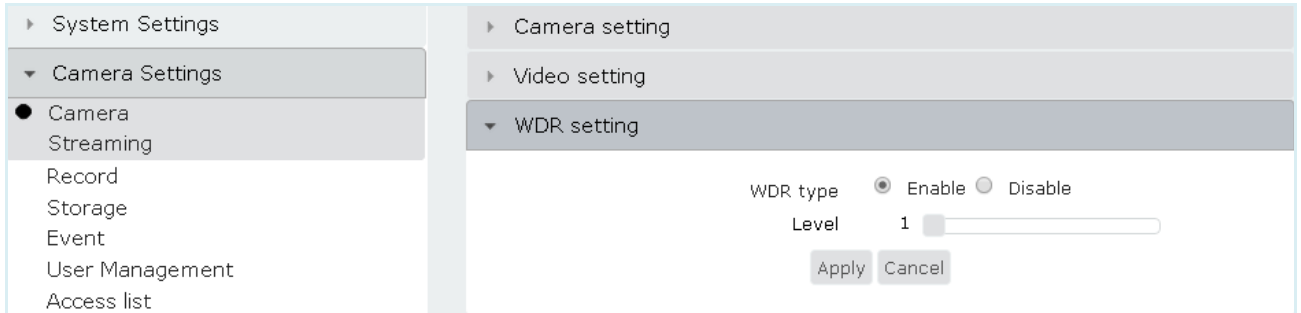 System Settings
Camera Settings
Camera
Streaming
Record
Storage
Event
User Management
Access list
Camera setting
Video setting
WDR setting
WDR type Enable Disable
Level 1
Apply Cancel